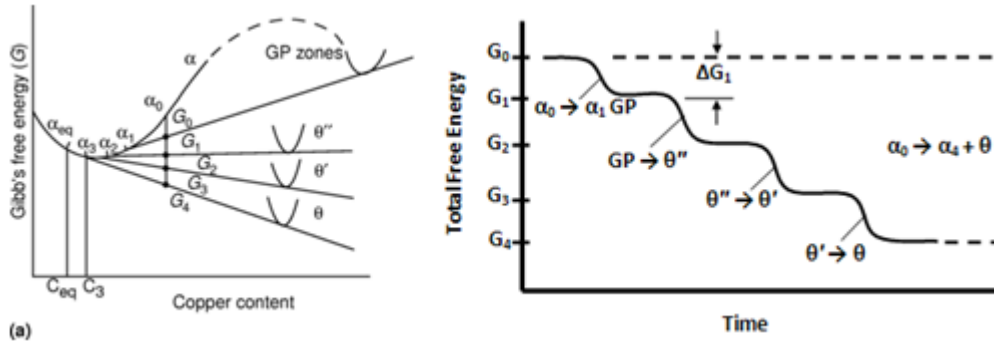 Gibb's free energy (G)
α
GP zones
α₀
G₀
αeq
α₃
α₂
α₁
G₁
θ''
G₂
θ'
G₃
G₄
θ
Ceq
C₃
Copper content
(a)
Total Free Energy
G₀
ΔG₁
G₁
α₀ → α₁ GP
G₂
GP → θ''
α₀ → α₄ + θ
G₃
θ'' → θ'
G₄
θ' → θ
Time